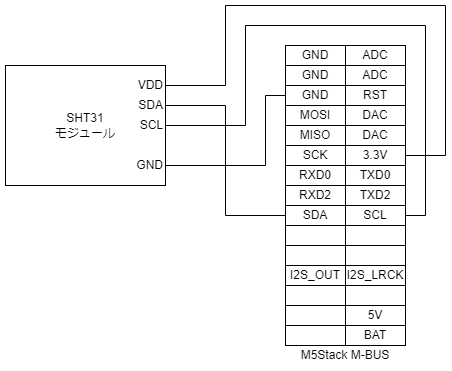 SHT31
モジュール
VDD
SDA
SCL
GND
GND ADC
GND ADC
GND RST
MOSI DAC
MISO DAC
SCK 3.3V
RXD0 TXD0
RXD2 TXD2
SDA SCL
I2S_OUT I2S_LRCK
5V
BAT
M5Stack M-BUS